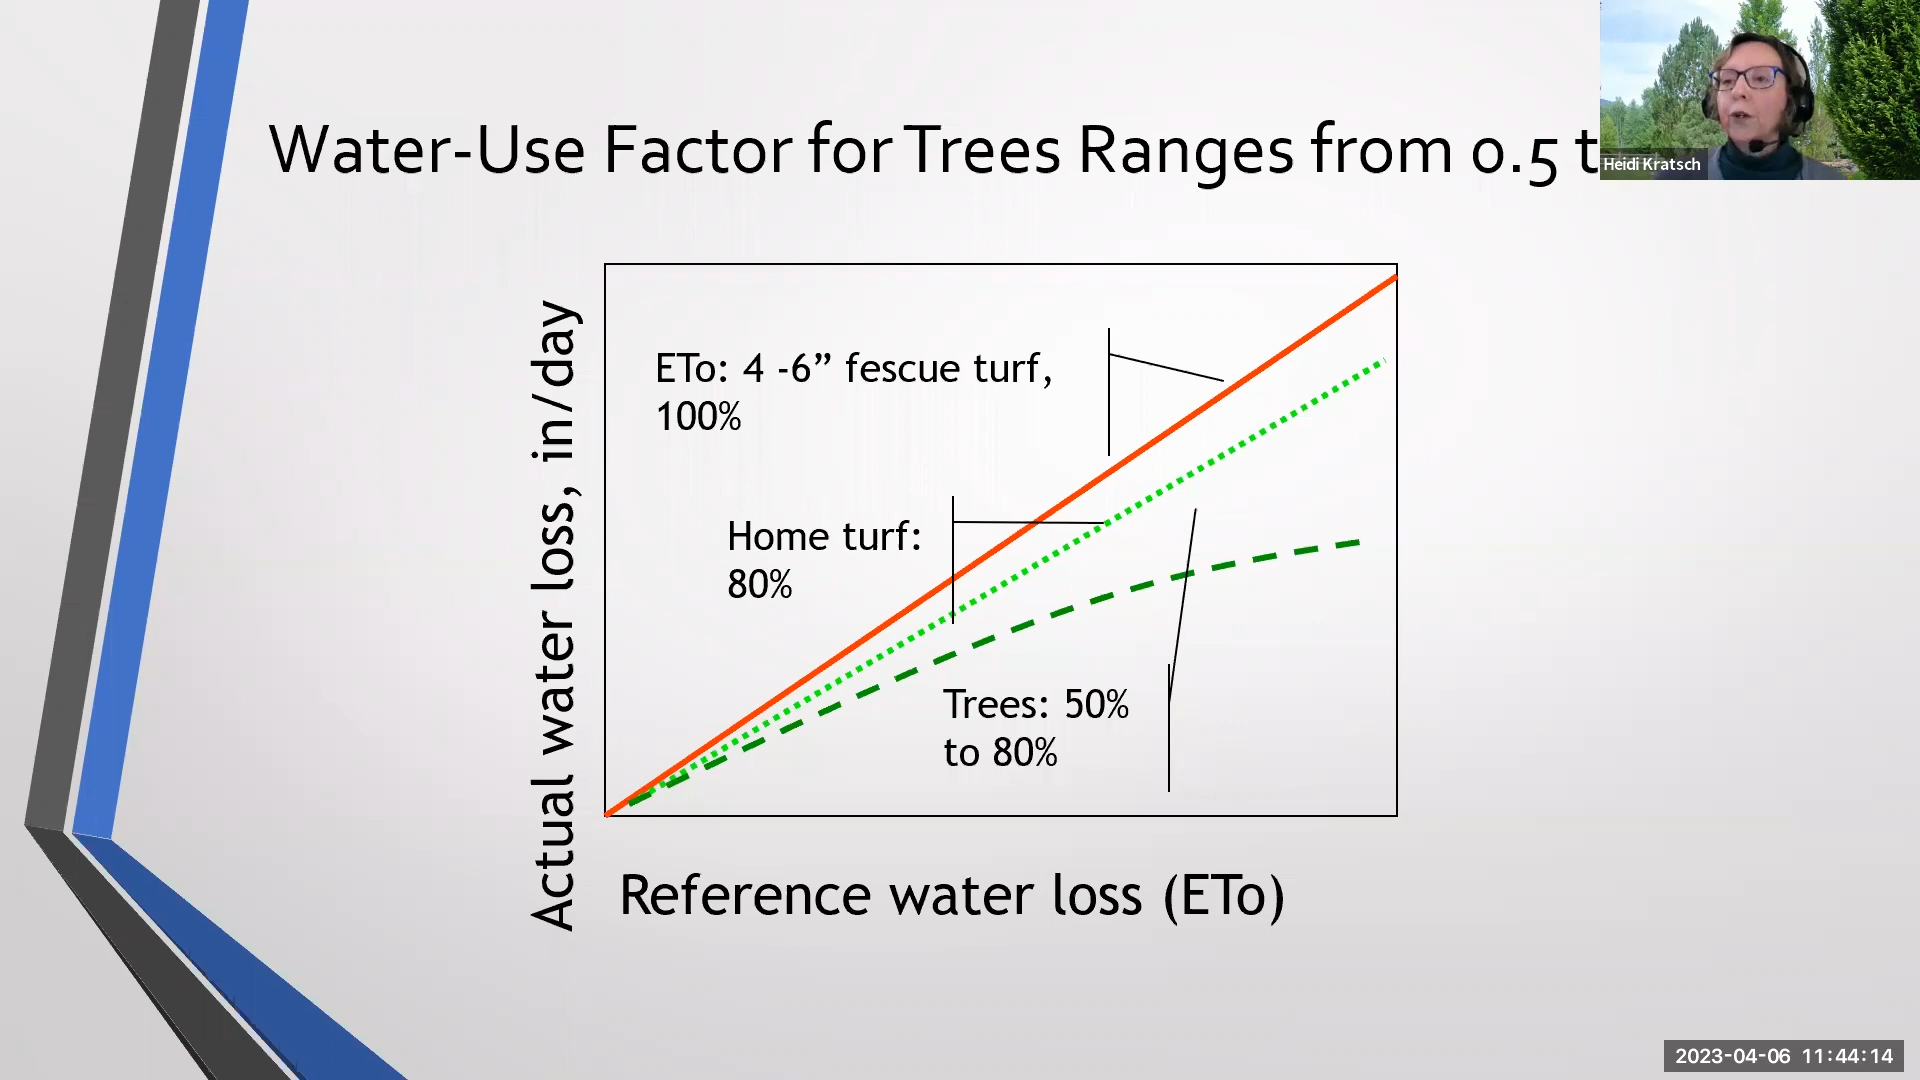 Water-Use Factor for Trees Ranges from 0.5 t
Heidi Kratsch
ETo: 4 -6” fescue turf,
100%
Home turf:
80%
Trees: 50%
to 80%
Actual water loss, in/day
Reference water loss (ETo)
2023-04-06 11:44:14